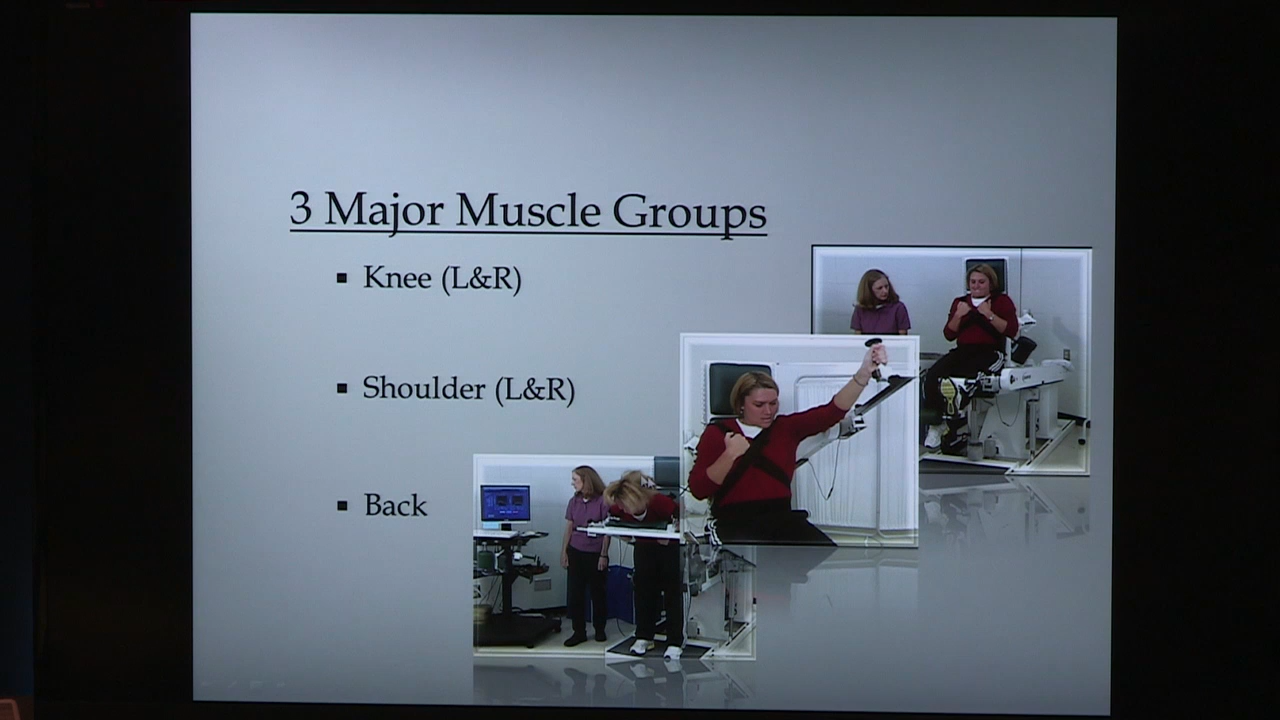 3 Major Muscle Groups
▪ Knee (L&R)
▪ Shoulder (L&R)
▪ Back